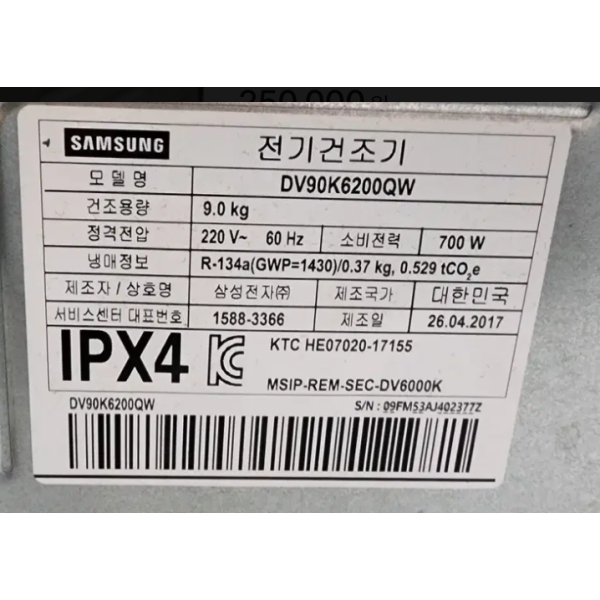 SAMSUNG 전기건조기
모델명 DV90K6200QW
건조용량 9.0 kg
정격전압 220 V~ 60 Hz 소비전력 700 W
냉매정보 R-134a(GWP=1430)/0.37 kg, 0.529 tCO₂e
제조자 / 상호명 삼성전자㈜ 제조국가 대한민국
서비스센터 대표번호 1588-3366 제조일 26.04.2017
IPX4 KTC HE07020-17155
MSIP-REM-SEC-DV6000K
DV90K6200QW S/N : 09FM53AJ402377Z